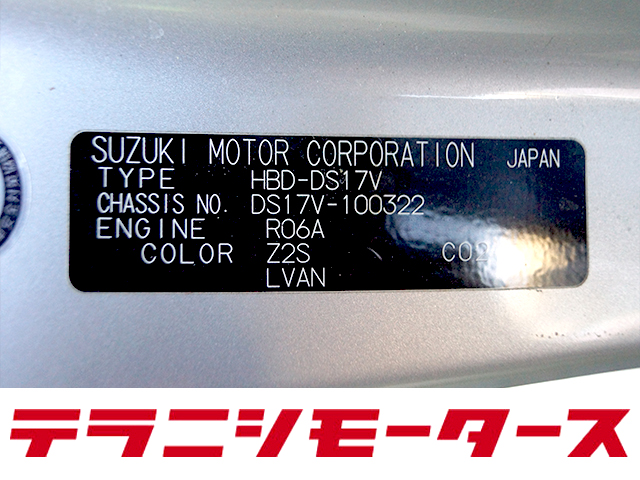 SUZUKI MOTOR CORPORATION JAPAN
TYPE HBD-DS17V
CHASSIS NO. DS17V-100322
ENGINE R06A
COLOR Z2S C02
LVAN
テラニシモータース